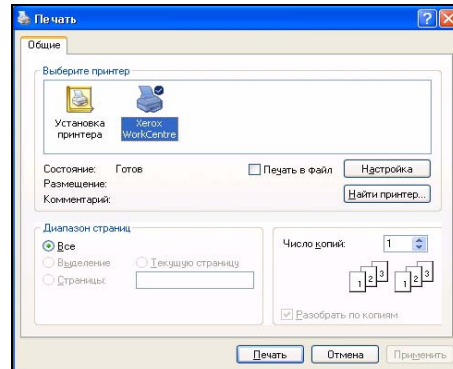 Печать
Общие
Выберите принтер
Установка принтера
Xerox WorkCentre
Состояние: Готов
Размещение:
Комментарий:
Печать в файл
Настройка
Найти принтер...
Диапазон страниц
Все
Выделение
Текущую страницу
Страницы:
Число копий: 1
1 2 3 1 2 3
Разобрать по копиям
Печать
Отмена
Применить